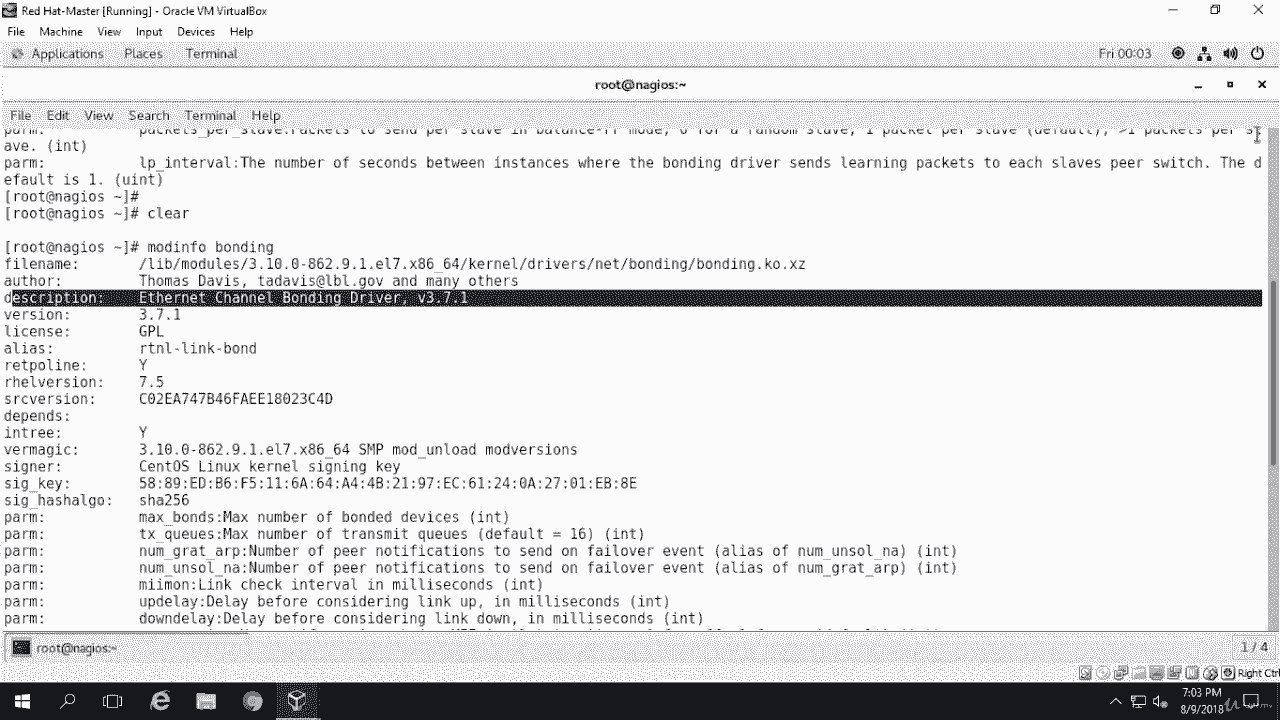 Red Hat-Master [Running] - Oracle VM VirtualBox
File Machine View Input Devices Help
Applications Places Terminal Fri 00:03
root@nagios:~
File Edit View Search Terminal Help
parm: packets_per_slave:Packets to send per slave in balance-rr mode; 0 for a random slave, 1 packet per slave (default), >1 packets per sl
ave. (int)
parm: lp_interval:The number of seconds between instances where the bonding driver sends learning packets to each slaves peer switch. The d
efault is 1. (uint)
[root@nagios ~]#
[root@nagios ~]# clear
[root@nagios ~]# modinfo bonding
filename: /lib/modules/3.10.0-862.9.1.el7.x86_64/kernel/drivers/net/bonding/bonding.ko.xz
author: Thomas Davis, tadavis@lbl.gov and many others
description: Ethernet Channel Bonding Driver, v3.7.1
version: 3.7.1
license: GPL
alias: rtnl-link-bond
retpoline: Y
rhelversion: 7.5
srcversion: C02EA747B46FAEE18023C4D
depends:
intree: Y
vermagic: 3.10.0-862.9.1.el7.x86_64 SMP mod_unload modversions
signer: CentOS Linux kernel signing key
sig_key: 58:89:ED:B6:F5:11:6A:64:A4:4B:21:97:EC:61:24:0A:27:01:EB:8E
sig_hashalgo: sha256
parm: max_bonds:Max number of bonded devices (int)
parm: tx_queues:Max number of transmit queues (default = 16) (int)
parm: num_grat_arp:Number of peer notifications to send on failover event (alias of num_unsol_na) (int)
parm: num_unsol_na:Number of peer notifications to send on failover event (alias of num_grat_arp) (int)
parm: miimon:Link check interval in milliseconds (int)
parm: updelay:Delay before considering link up, in milliseconds (int)
parm: downdelay:Delay before considering link down, in milliseconds (int)
root@nagios:~ 1 / 4
Right Ctrl
7:03 PM
8/9/2018